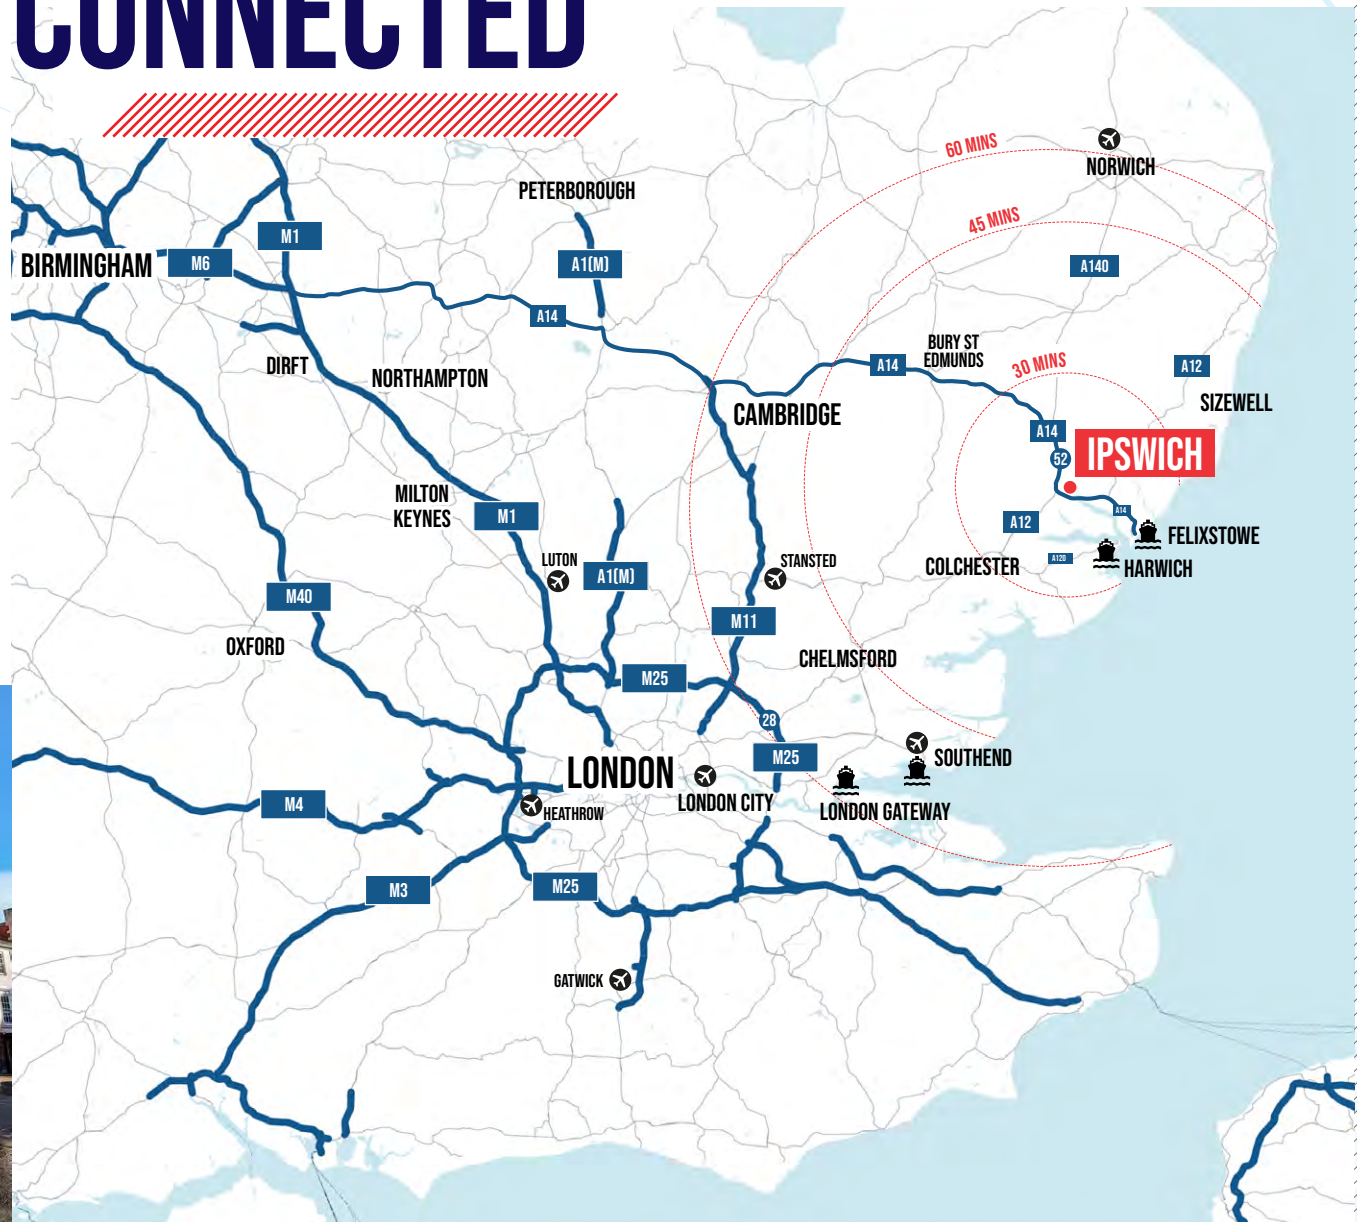 CONNECTED
60 MINS
NORWICH
PETERBOROUGH
45 MINS
M1
BIRMINGHAM
M6
A1(M)
A140
A14
BURY ST
EDMUNDS
A14
30 MINS
A12
DIRFT
NORTHAMPTON
SIZEWELL
CAMBRIDGE
A14
52
IPSWICH
MILTON
KEYNES
M1
A12
A14
FELIXSTOWE
LUTON
A1(M)
STANSTED
COLCHESTER
A120
HARWICH
M40
M11
OXFORD
CHELMSFORD
M25
28
M25
SOUTHEND
LONDON
LONDON CITY
LONDON GATEWAY
M4
HEATHROW
M3
M25
GATWICK